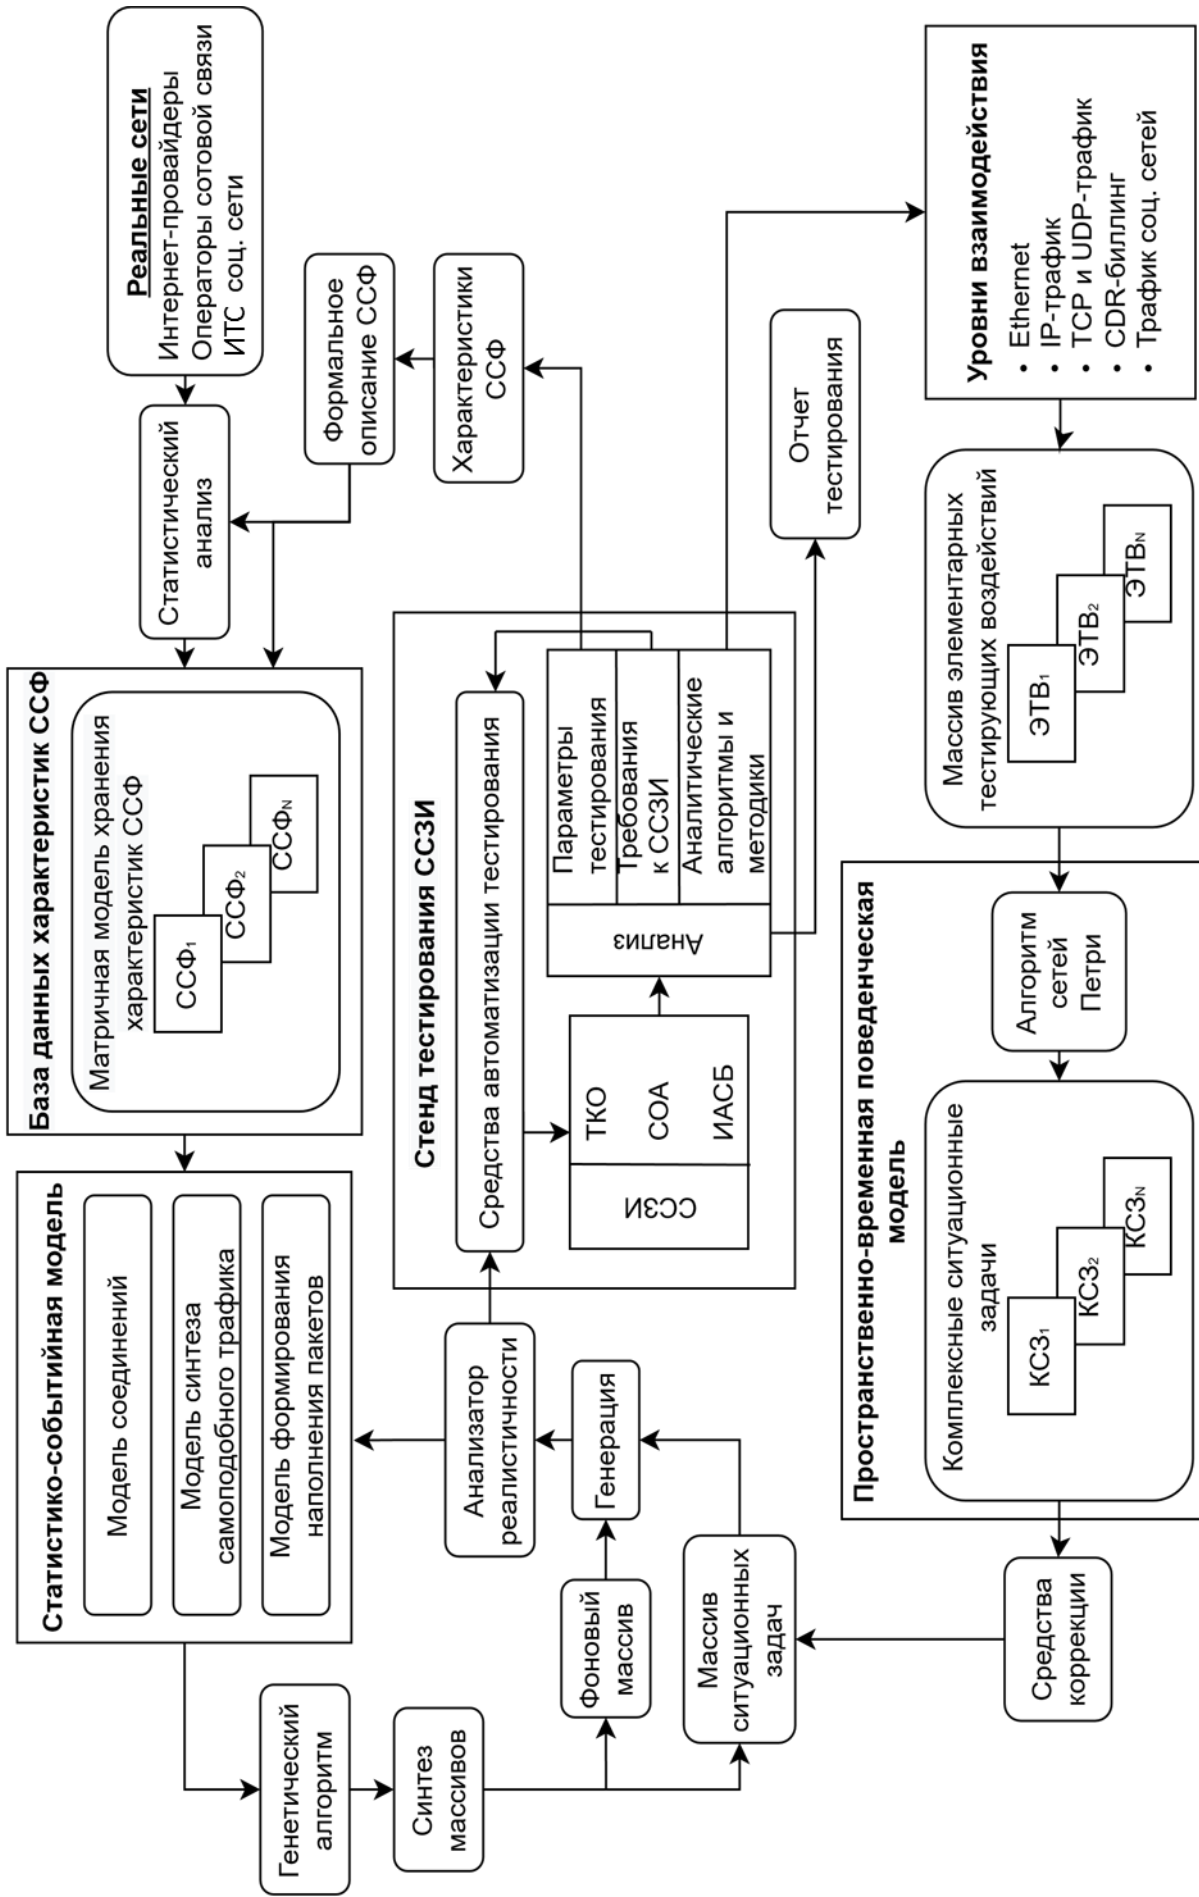 Статистико-событийная модель
Модель соединений
Модель синтеза
самоподобного трафика
Модель формирования
наполнения пакетов
База данных характеристик ССФ
Матричная модель хранения
характеристик ССФ
ССФ1
ССФ2
ССФN
Статистический
анализ
Реальные сети
Интернет-провайдеры
Операторы сотовой связи
ИТС соц. сети
Формальное
описание ССФ
Характеристики
ССФ
Генетический
алгоритм
Синтез
массивов
Фоновый
массив
Массив
ситуационных
задач
Генерация
Анализатор
реалистичности
Стенд тестирования ССЗИ
Средства автоматизации тестирования
ССЗИ
ТКО
СОА
ИАСБ
Анализ
Параметры
тестирования
Требования
к ССЗИ
Аналитические
алгоритмы и
методики
Отчет
тестирования
Средства
коррекции
Пространственно-временная поведенческая
модель
Комплексные ситуационные
задачи
КСЗ1
КСЗ2
КСЗN
Алгоритм
сетей
Петри
Массив элементарных
тестирующих воздействий
ЭТВ1
ЭТВ2
ЭТВN
Уровни взаимодействия
• Ethernet
• IP-трафик
• TCP и UDP-трафик
• CDR-биллинг
• Трафик соц. сетей